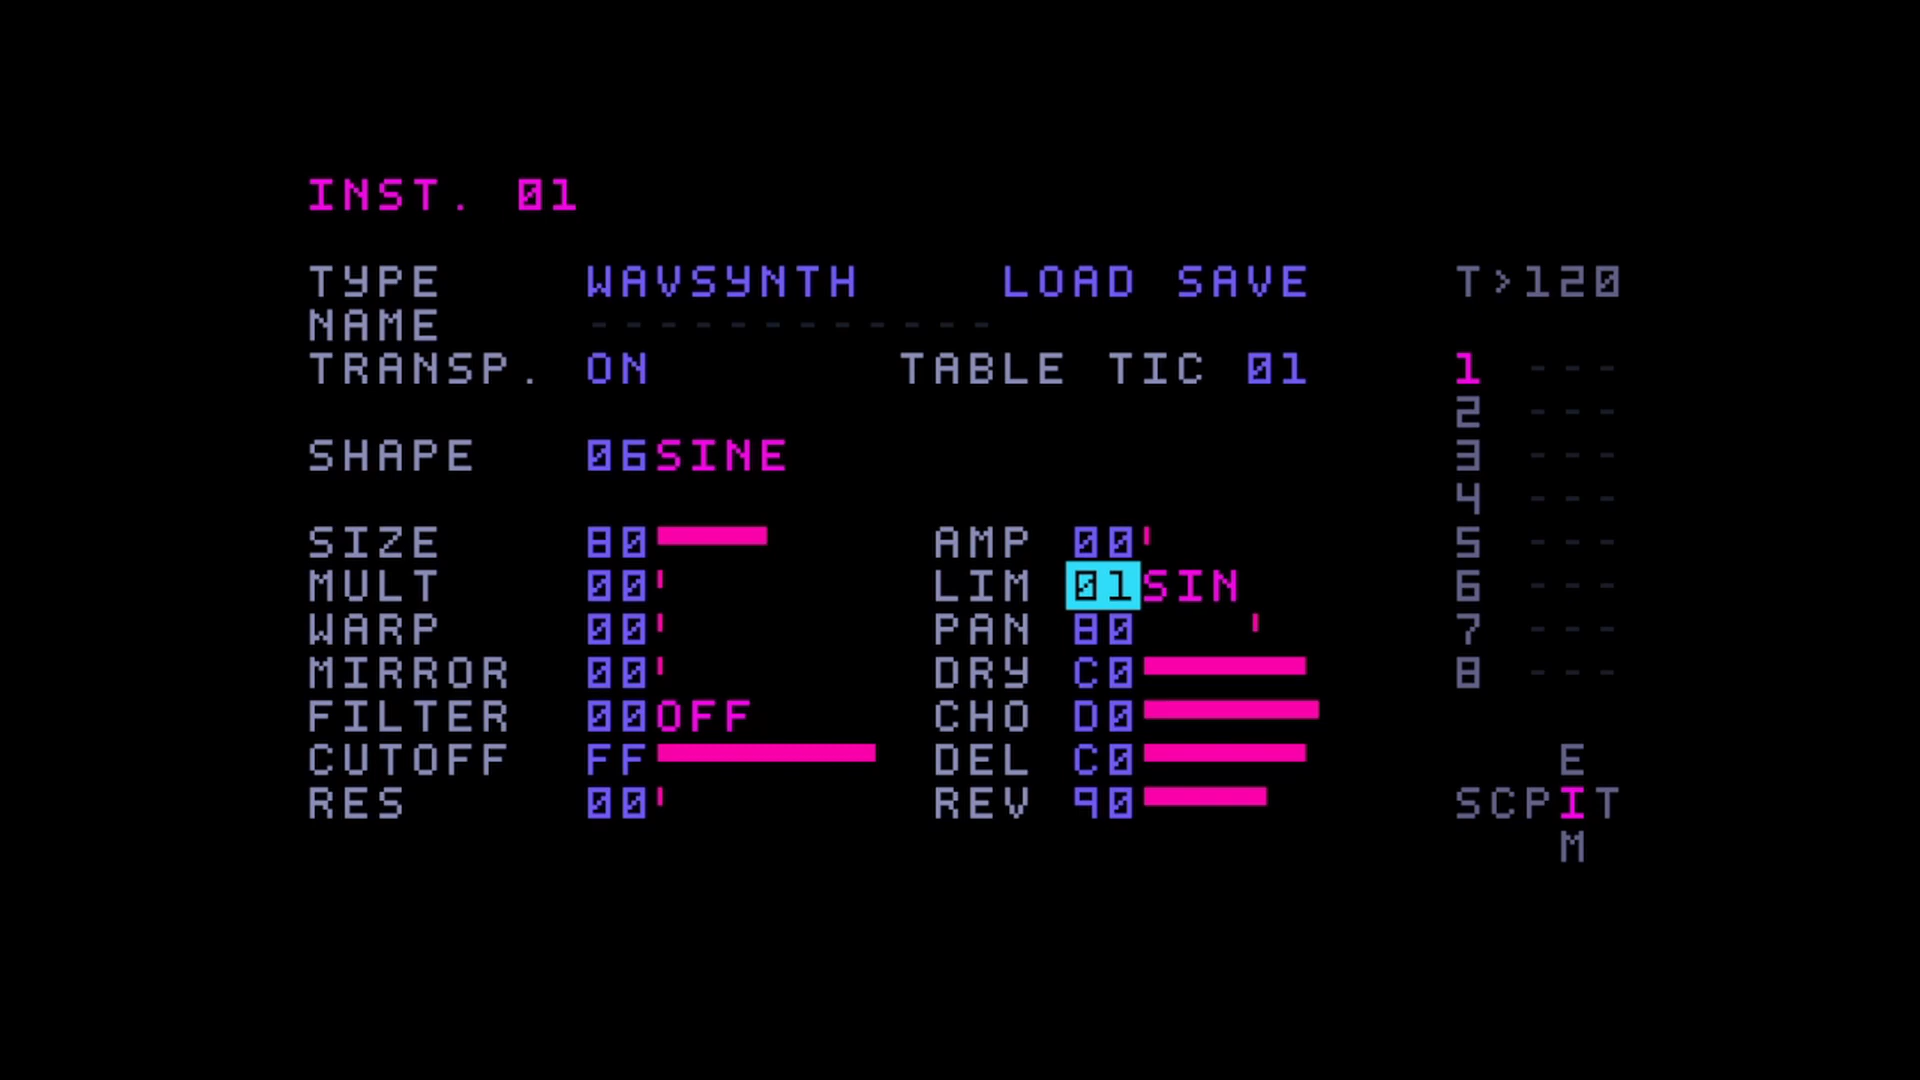 INST. 01
TYPE WAVSYNTH LOAD SAVE T>120
NAME ------------
TRANSP. ON TABLE TIC 01 1 ---
2 ---
SHAPE 06SINE 3 ---
4 ---
SIZE 80 AMP 00 5 ---
MULT 00 LIM 01SIN 6 ---
WARP 00 PAN 80 7 ---
MIRROR 00 DRY C0 8 ---
FILTER 00OFF CHO D0
CUTOFF FF DEL C0 E
RES 00 REV 90 SCPIT
M